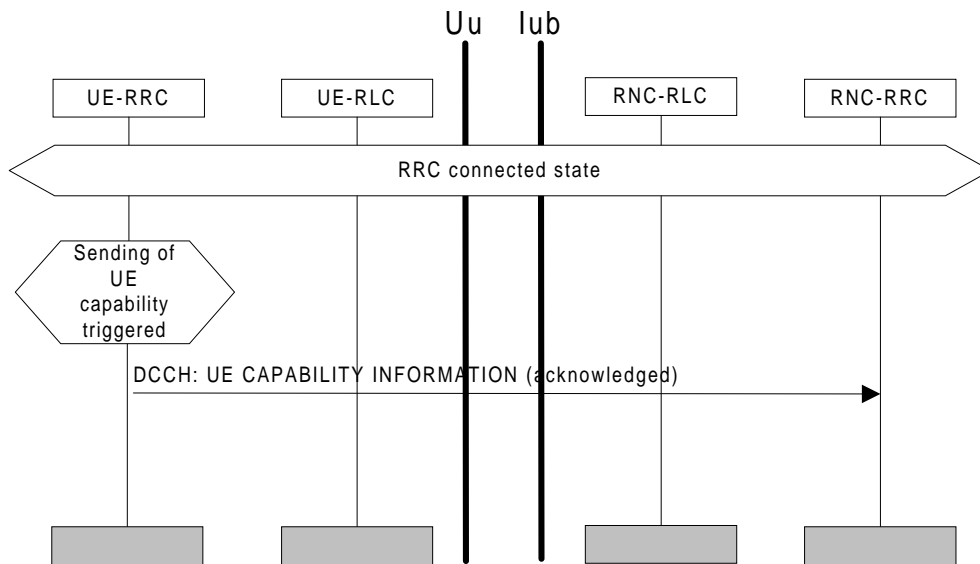 Uu Iub
UE-RRC UE-RLC RNC-RLC RNC-RRC
RRC connected state
Sending of
UE
capability
triggered
DCCH: UE CAPABILITY INFORMATION (acknowledged)